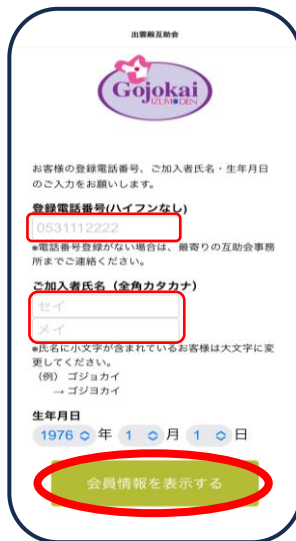 出雲殿互助会
Gojokai
IZUMODEN
お客様の登録電話番号、ご加入者氏名・生年月日
のご入力をお願いします。
登録電話番号(ハイフンなし)
0531112222
※電話番号登録がない場合は、最寄りの互助会事務
所までご連絡ください。
ご加入者氏名（全角カタカナ）
セイ
メイ
※氏名に小文字が含まれているお客様は大文字に変
更してください。
（例） ゴジョカイ
→ ゴジヨカイ
生年月日
1976 年 1 月 1 日
会員情報を表示する